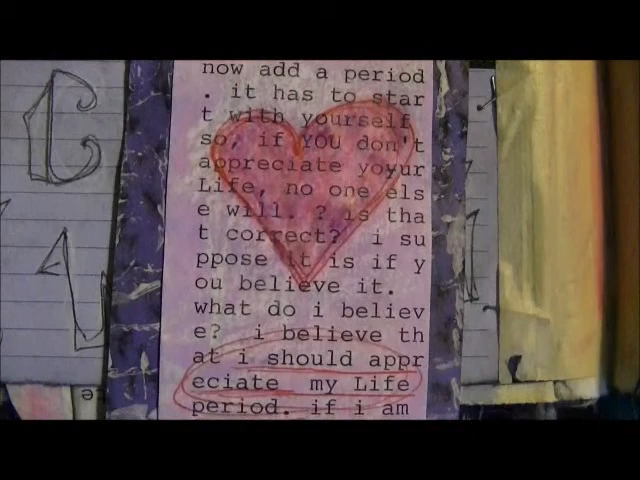 now add a period
. it has to star
t with yourself
so, if YOU don't
appreciate yoyur
Life, no one els
e will. ? is tha
t correct? i su
ppose it is if y
ou believe it.
what do i believ
e? i believe th
at i should appr
eciate my Life
period. if i am